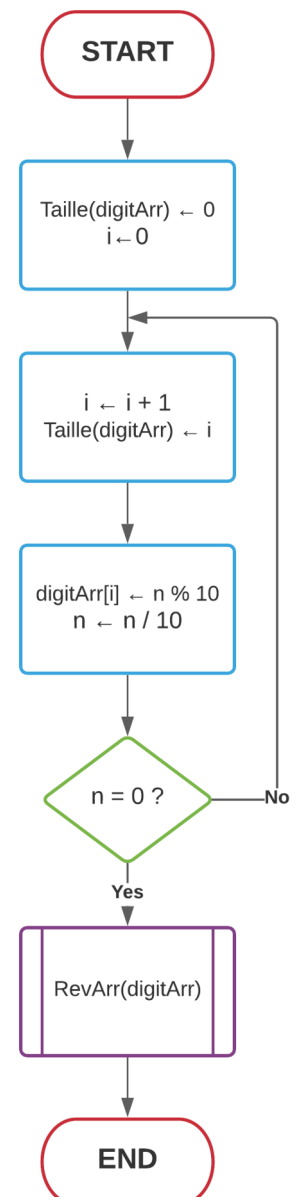 START
Taille(digitArr) ← 0
i←0
i ← i + 1
Taille(digitArr) ← i
digitArr[i] ← n % 10
n ← n / 10
n = 0 ?
No
Yes
RevArr(digitArr)
END